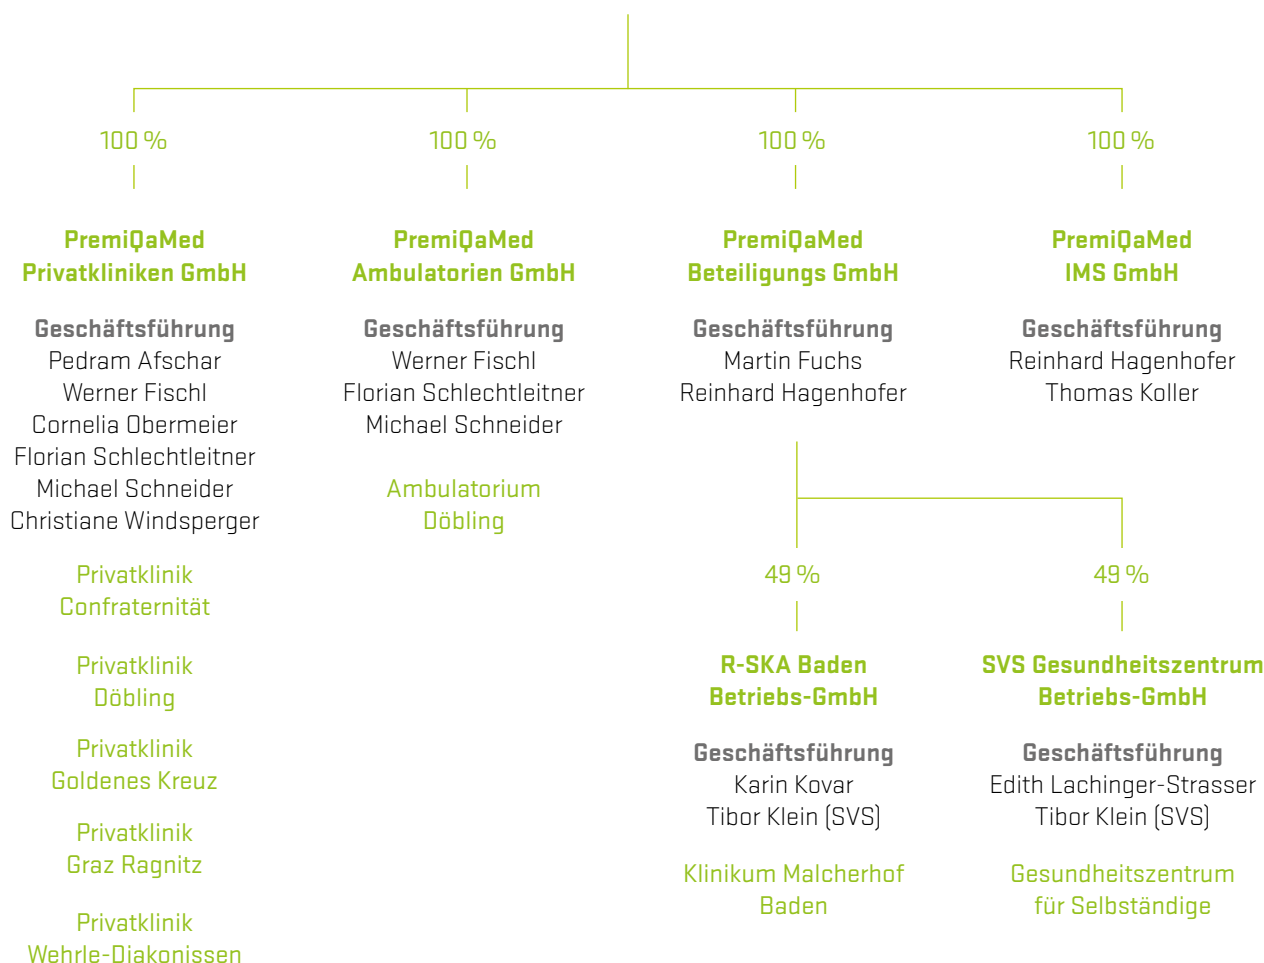 100 %
100 %
100 %
100 %
PremiQaMed
Privatkliniken GmbH
Geschäftsführung
Pedram Afschar
Werner Fischl
Cornelia Obermeier
Florian Schlechtleitner
Michael Schneider
Christiane Windsperger
Privatklinik
Confraternität
Privatklinik
Döbling
Privatklinik
Goldenes Kreuz
Privatklinik
Graz Ragnitz
Privatklinik
Wehrle-Diakonissen
PremiQaMed
Ambulatorien GmbH
Geschäftsführung
Werner Fischl
Florian Schlechtleitner
Michael Schneider
Ambulatorium
Döbling
PremiQaMed
Beteiligungs GmbH
Geschäftsführung
Martin Fuchs
Reinhard Hagenhofer
PremiQaMed
IMS GmbH
Geschäftsführung
Reinhard Hagenhofer
Thomas Koller
49 %
49 %
R-SKA Baden
Betriebs-GmbH
Geschäftsführung
Karin Kovar
Tibor Klein (SVS)
Klinikum Malcherhof
Baden
SVS Gesundheitszentrum
Betriebs-GmbH
Geschäftsführung
Edith Lachinger-Strasser
Tibor Klein (SVS)
Gesundheitszentrum
für Selbständige